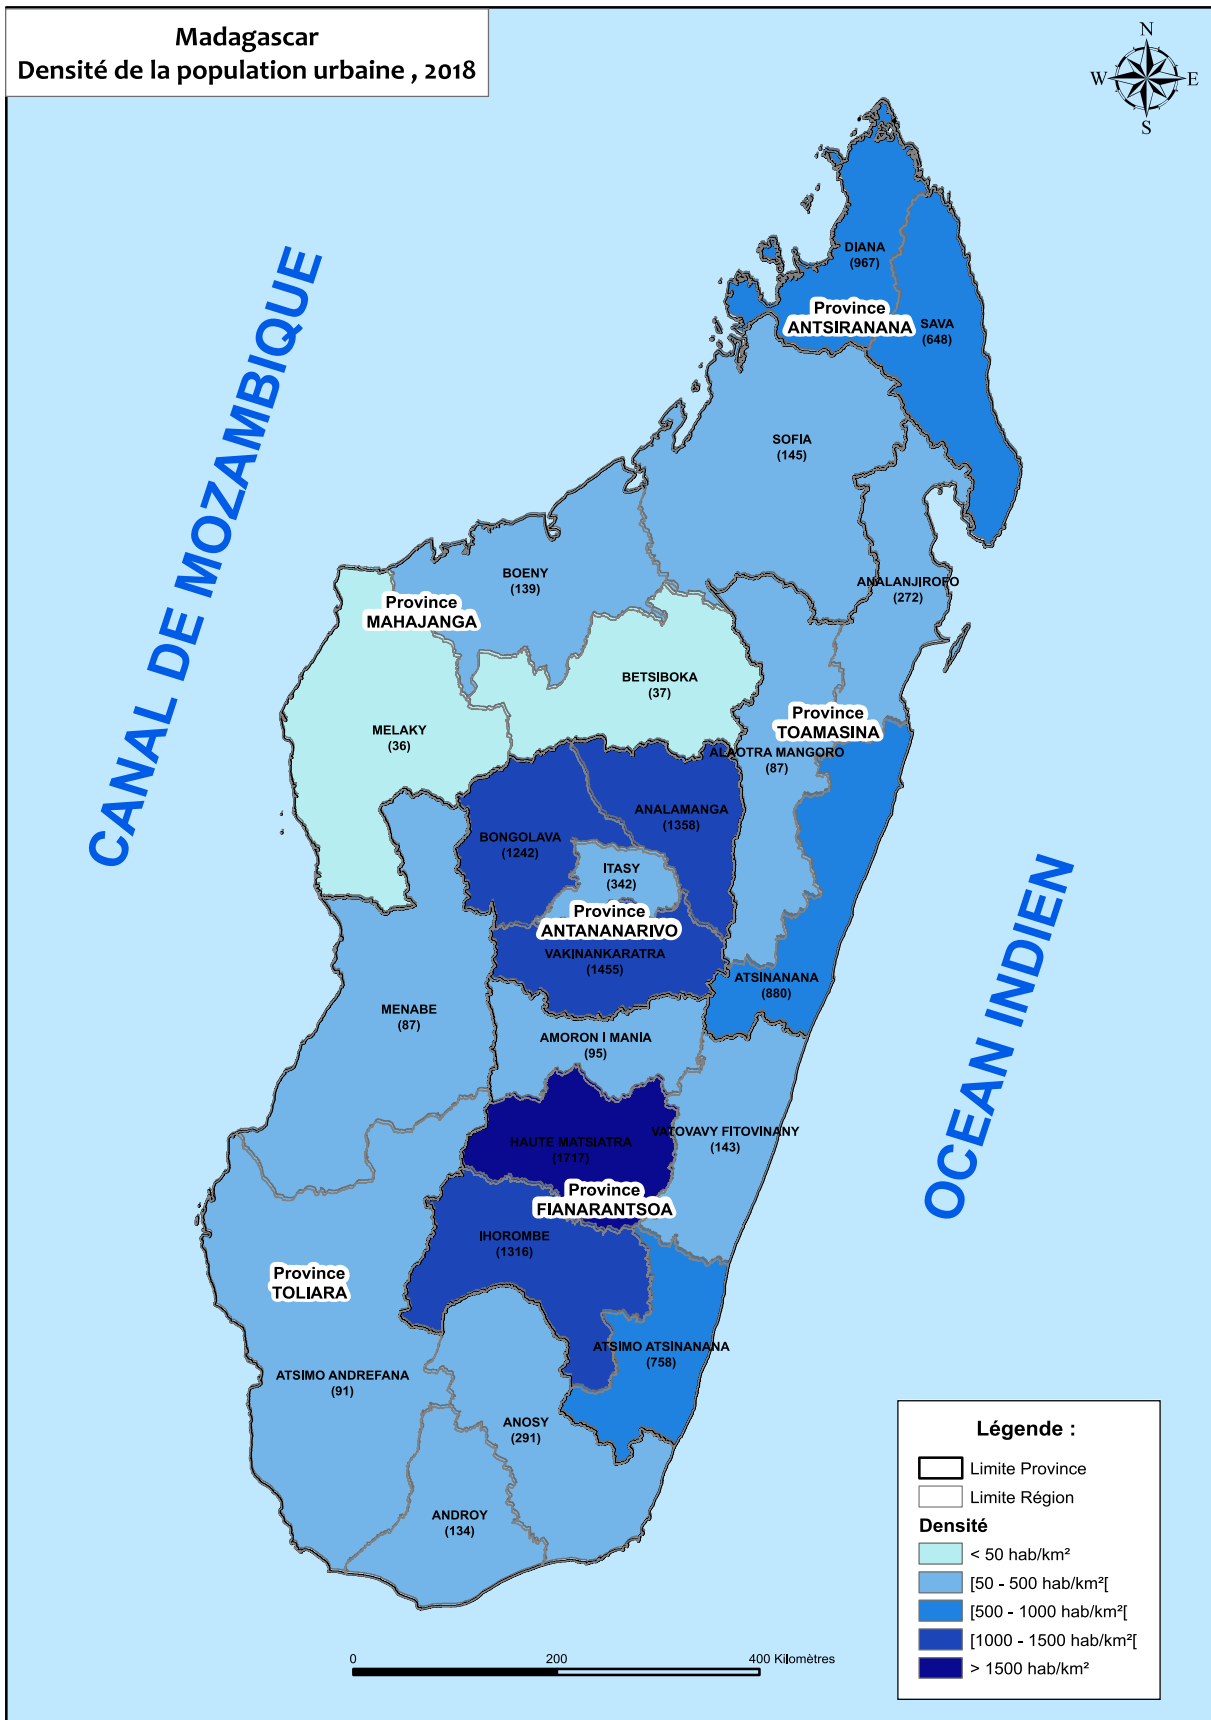 Madagascar
Densité de la population urbaine , 2018
N
W
E
S
CANAL DE MOZAMBIQUE
OCEAN INDIEN
DIANA
(967)
Province
ANTSIRANANA
SAVA
(648)
SOFIA
(145)
ANALANJIROFO
(272)
BOENY
(139)
Province
MAHAJANGA
BETSIBOKA
(37)
MELAKY
(36)
Province
TOAMASINA
ALAOTRA MANGORO
(87)
ANALAMANGA
(1358)
BONGOLAVA
(1242)
ITASY
(342)
Province
ANTANANARIVO
VAKINANKARATRA
(1455)
ATSINANANA
(880)
MENABE
(87)
AMORON I MANIA
(95)
HAUTE MATSIATRA
(1717)
VATOVAVY FITOVINANY
(143)
Province
FIANARANTSOA
IHOROMBE
(1316)
Province
TOLIARA
ATSIMO ATSINANANA
(758)
ATSIMO ANDREFANA
(91)
ANOSY
(291)
ANDROY
(134)
Légende :
Limite Province
Limite Région
Densité
< 50 hab/km²
[50 - 500 hab/km²[
[500 - 1000 hab/km²[
[1000 - 1500 hab/km²[
> 1500 hab/km²
0
200
400 Kilomètres